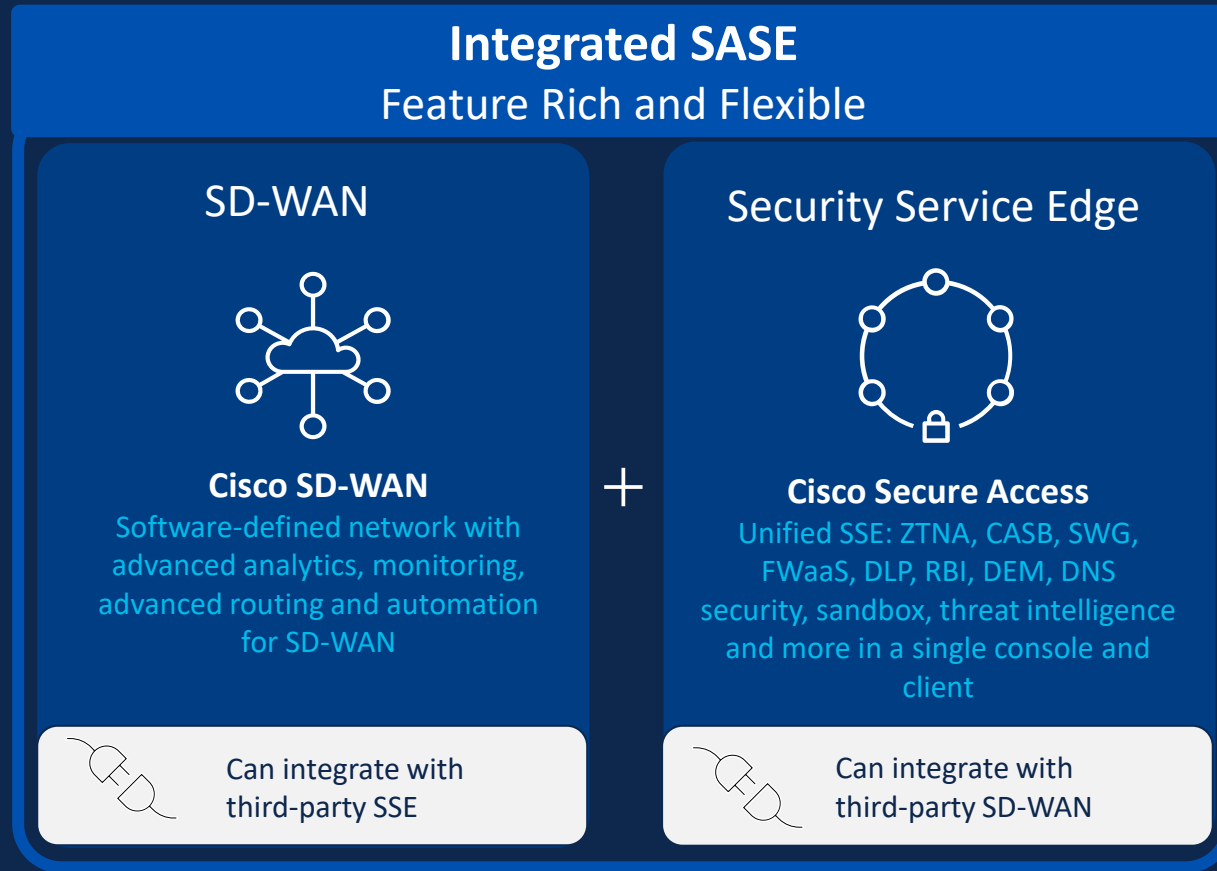 Integrated SASE
Feature Rich and Flexible
SD-WAN
Cisco SD-WAN
Software-defined network with
advanced analytics, monitoring,
advanced routing and automation
for SD-WAN
Can integrate with
third-party SSE
+
Security Service Edge
Cisco Secure Access
Unified SSE: ZTNA, CASB, SWG,
FWaaS, DLP, RBI, DEM, DNS
security, sandbox, threat intelligence
and more in a single console and
client
Can integrate with
third-party SD-WAN